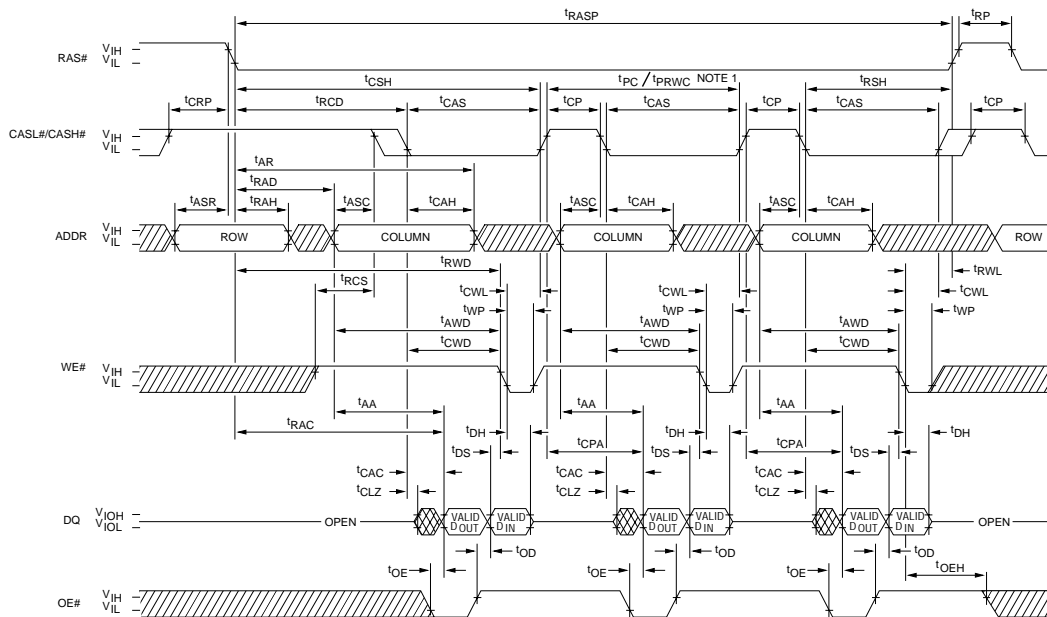 tRASP tRP
RAS# VIH
VIL
tCSH tPC / tPRWC NOTE 1 tRSH
tCRP tRCD tCAS tCP tCAS tCP tCAS tCP
CASL#/CASH# VIH
VIL
tAR
tRAD
tASR tRAH tASC tCAH tASC tCAH tASC tCAH
ADDR VIH
VIL
ROW COLUMN COLUMN COLUMN ROW
tRWD tRWL
tRCS tCWL tCWL tCWL
tWP tWP tWP
tAWD tAWD tAWD
tCWD tCWD tCWD
WE# VIH
VIL
tAA tAA tAA
tRAC tDH tDH tDH
tCPA tCPA
tDS tDS tDS
tCAC tCAC tCAC
tCLZ tCLZ tCLZ
DQ VIOH
VIOL
OPEN VALID DOUT VALID DIN VALID DOUT VALID DIN VALID DOUT VALID DIN OPEN
tOD tOD tOD
tOE tOE tOE tOEH
OE# VIH
VIL